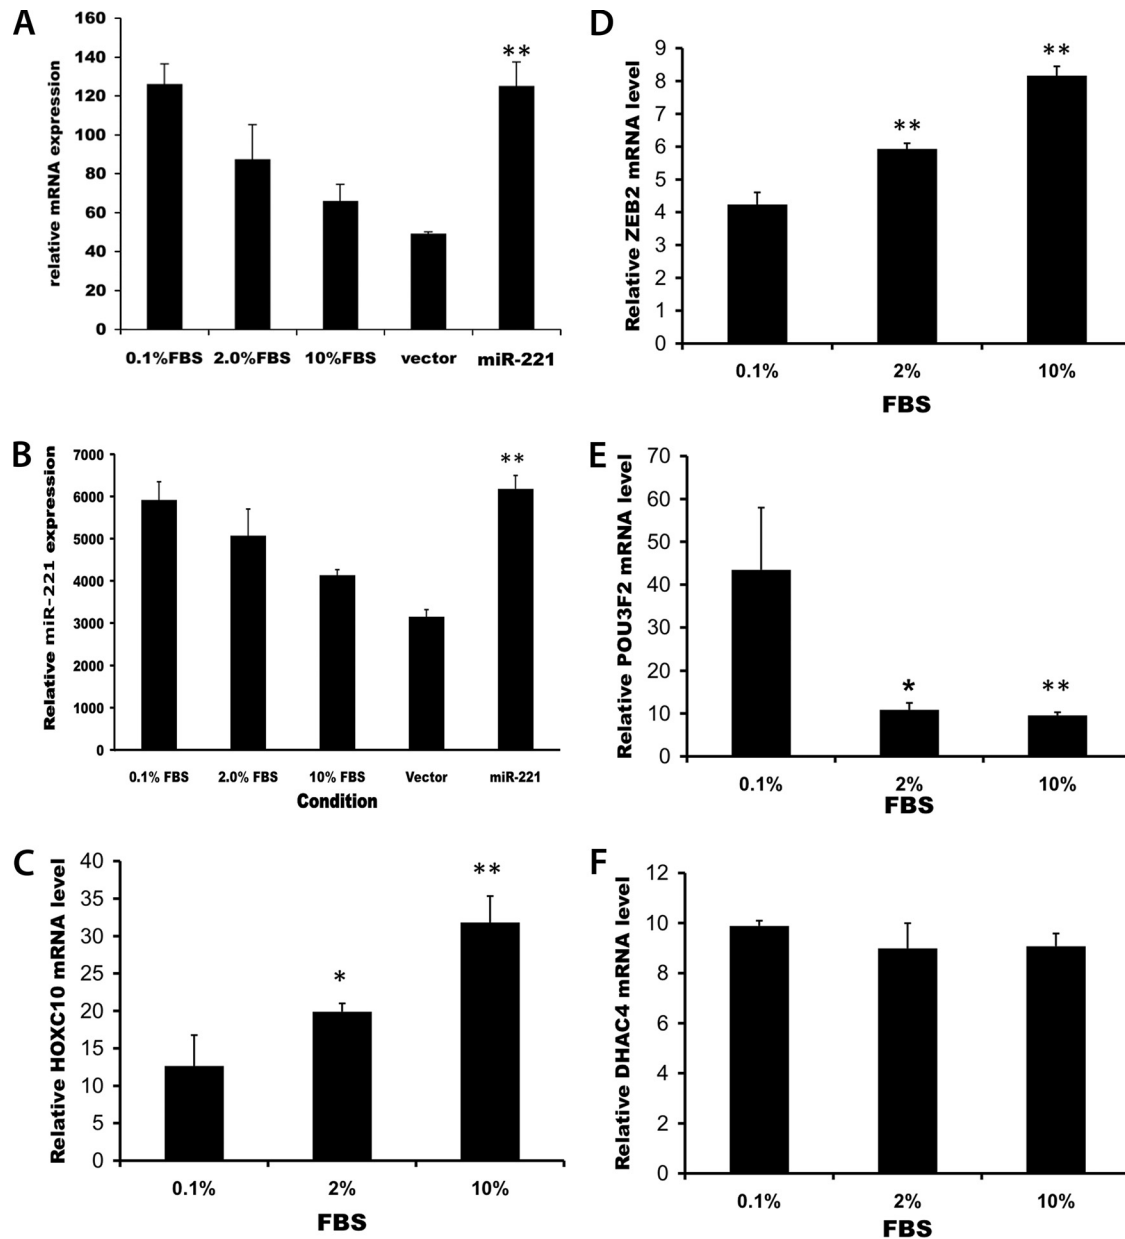 A
relative mRNA expression
160
140
120
100
80
60
40
20
0
**
0.1%FBS 2.0%FBS 10%FBS vector miR-221
B
Relative miR-221 expression
7000
6000
5000
4000
3000
2000
1000
0
**
0.1% FBS 2.0% FBS 10% FBS Vector miR-221
Condition
C
Relative HOXC10 mRNA level
40
35
30
25
20
15
10
5
0
* **
0.1% 2% 10%
FBS
D
Relative ZEB2 mRNA level
9
8
7
6
5
4
3
2
1
0
** **
0.1% 2% 10%
FBS
E
Relative POU3F2 mRNA level
70
60
50
40
30
20
10
0
* **
0.1% 2% 10%
FBS
F
Relative DHAC4 mRNA level
12
10
8
6
4
2
0
0.1% 2% 10%
FBS